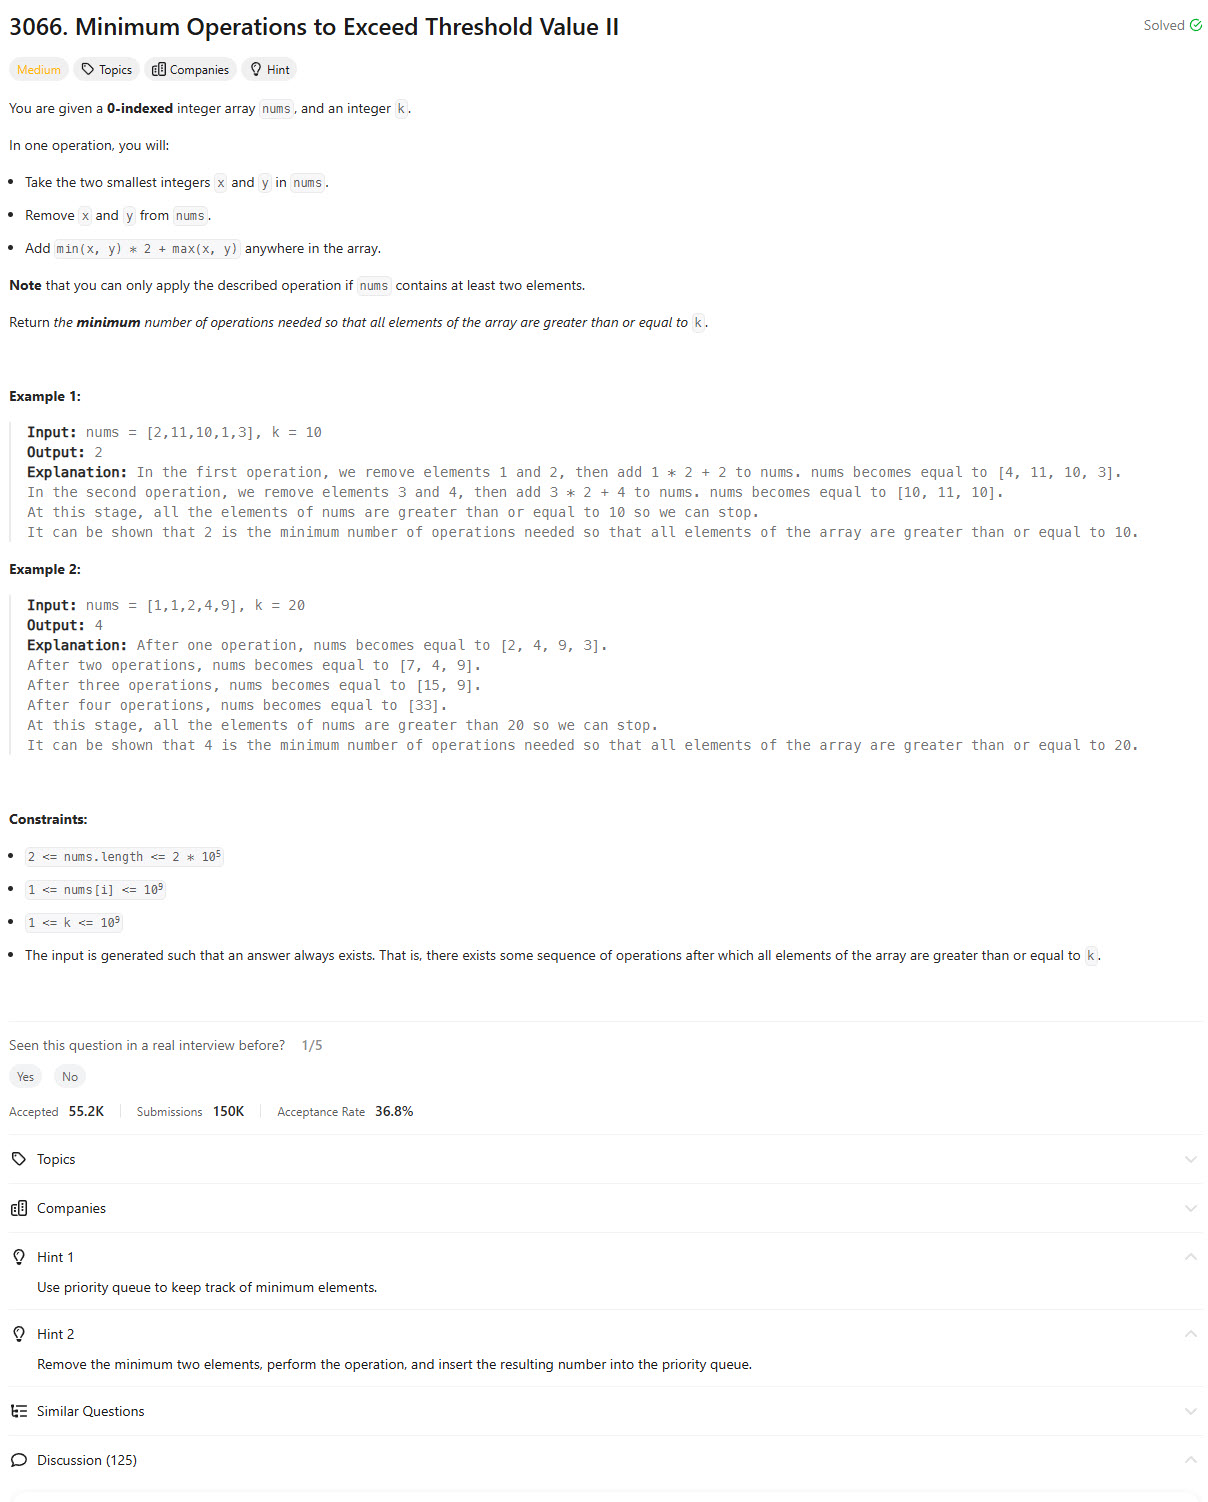 3066. Minimum Operations to Exceed Threshold Value II
Solved
Medium Topics Companies Hint
You are given a 0-indexed integer array nums, and an integer k.
In one operation, you will:
• Take the two smallest integers x and y in nums.
• Remove x and y from nums.
• Add min(x, y) * 2 + max(x, y) anywhere in the array.
Note that you can only apply the described operation if nums contains at least two elements.
Return the minimum number of operations needed so that all elements of the array are greater than or equal to k.
Example 1:
Input: nums = [2,11,10,1,3], k = 10
Output: 2
Explanation: In the first operation, we remove elements 1 and 2, then add 1 * 2 + 2 to nums. nums becomes equal to [4, 11, 10, 3].
In the second operation, we remove elements 3 and 4, then add 3 * 2 + 4 to nums. nums becomes equal to [10, 11, 10].
At this stage, all the elements of nums are greater than or equal to 10 so we can stop.
It can be shown that 2 is the minimum number of operations needed so that all elements of the array are greater than or equal to 10.
Example 2:
Input: nums = [1,1,2,4,9], k = 20
Output: 4
Explanation: After one operation, nums becomes equal to [2, 4, 9, 3].
After two operations, nums becomes equal to [7, 4, 9].
After three operations, nums becomes equal to [15, 9].
After four operations, nums becomes equal to [33].
At this stage, all the elements of nums are greater than 20 so we can stop.
It can be shown that 4 is the minimum number of operations needed so that all elements of the array are greater than or equal to 20.
Constraints:
• 2 <= nums.length <= 2 * 10⁵
• 1 <= nums[i] <= 10⁹
• 1 <= k <= 10⁹
• The input is generated such that an answer always exists. That is, there exists some sequence of operations after which all elements of the array are greater than or equal to k.
Seen this question in a real interview before? 1/5
Yes No
Accepted 55.2K Submissions 150K Acceptance Rate 36.8%
Topics
Companies
Hint 1
Use priority queue to keep track of minimum elements.
Hint 2
Remove the minimum two elements, perform the operation, and insert the resulting number into the priority queue.
Similar Questions
Discussion (125)